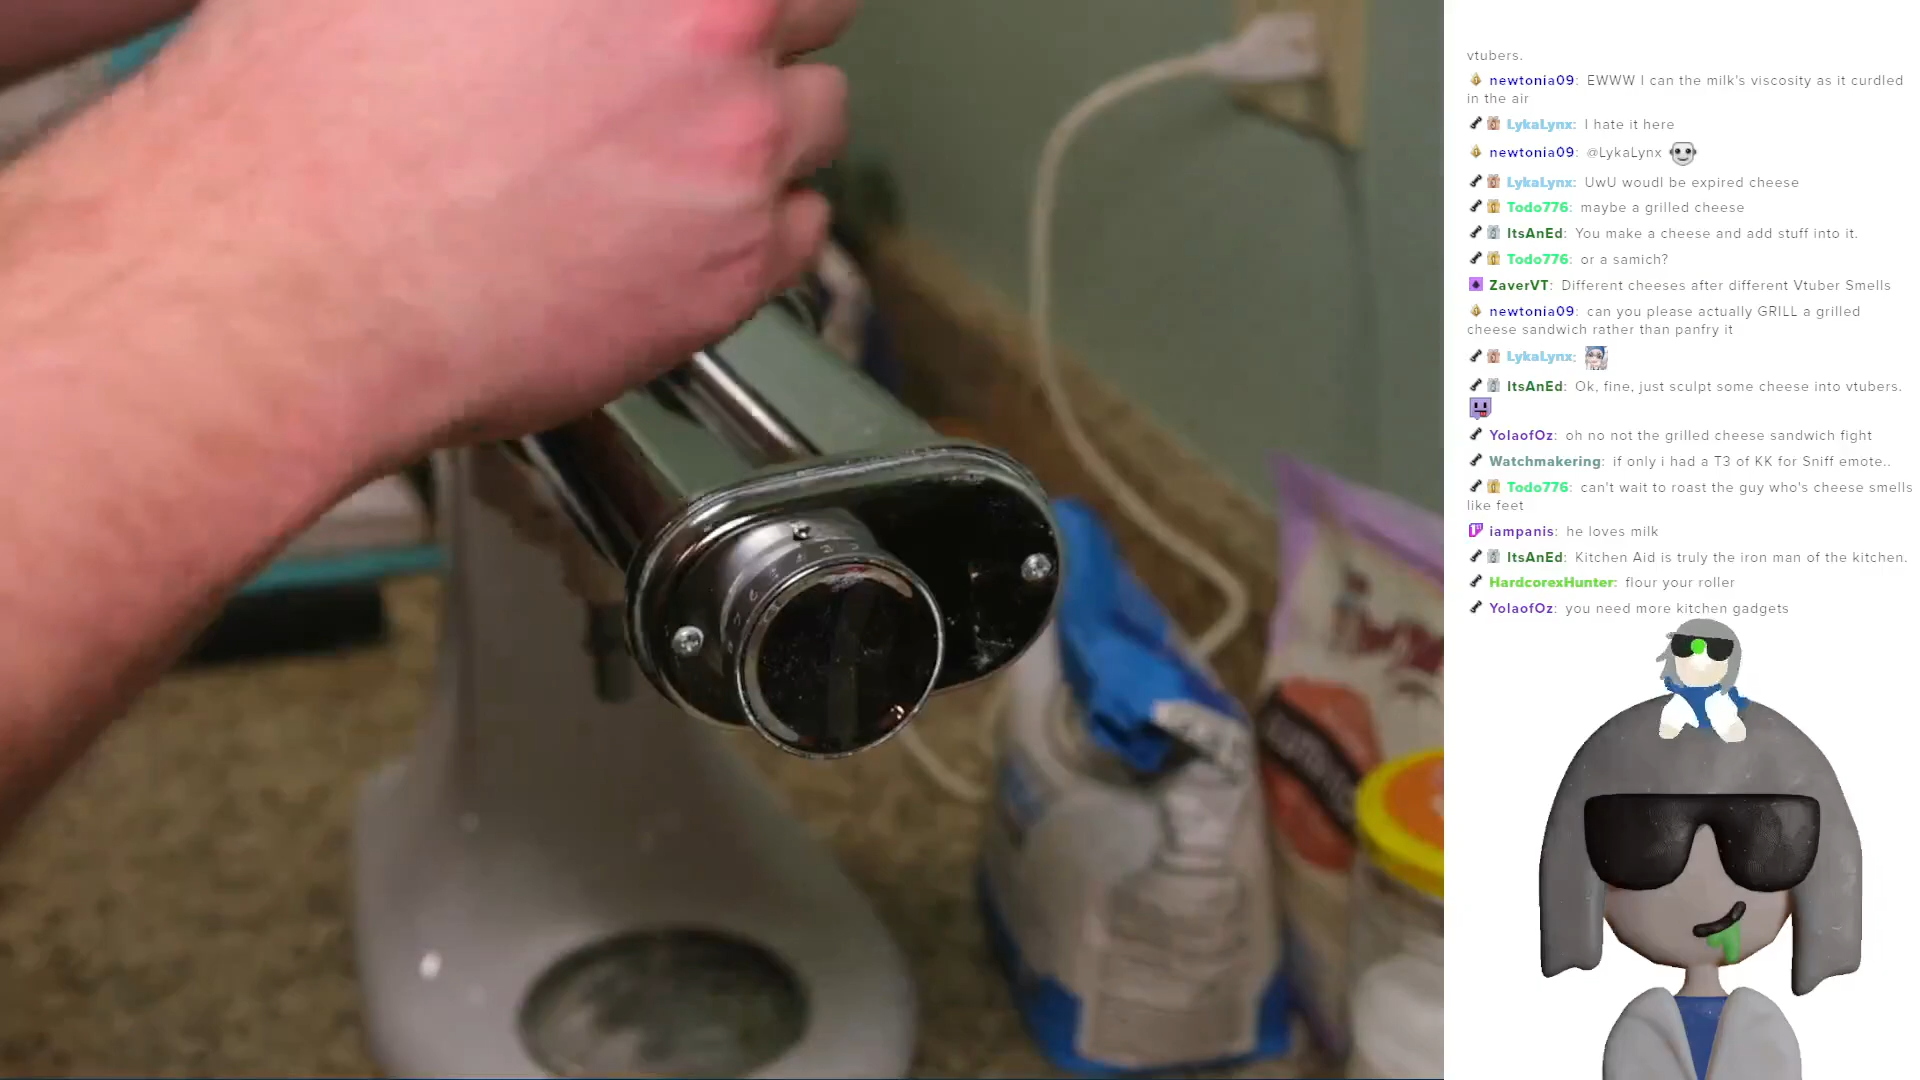 vtubers.
newtonia09: EWWW I can the milk's viscosity as it curdled
in the air
LykaLynx: I hate it here
newtonia09: @LykaLynx
LykaLynx: UwU woudl be expired cheese
Todo776: maybe a grilled cheese
ItsAnEd: You make a cheese and add stuff into it.
Todo776: or a samich?
ZaverVT: Different cheeses after different Vtuber Smells
newtonia09: can you please actually GRILL a grilled
cheese sandwich rather than panfry it
LykaLynx:
ItsAnEd: Ok, fine, just sculpt some cheese into vtubers.
YolaofOz: oh no not the grilled cheese sandwich fight
Watchmakering: if only i had a T3 of KK for Sniff emote..
Todo776: can't wait to roast the guy who's cheese smells
like feet
iampanis: he loves milk
ItsAnEd: Kitchen Aid is truly the iron man of the kitchen.
HardcorexHunter: flour your roller
YolaofOz: you need more kitchen gadgets